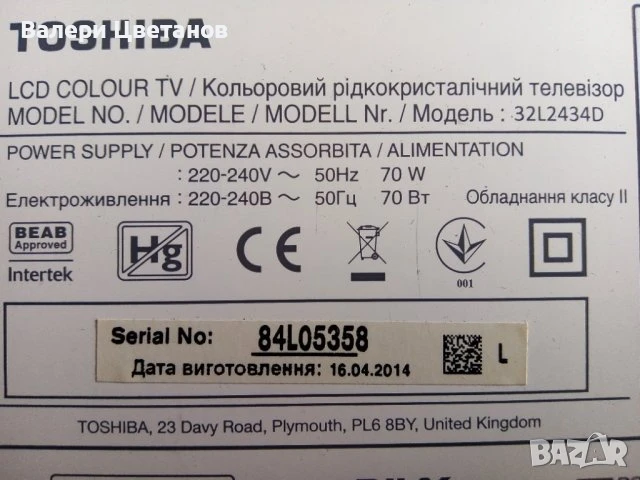 Валери Цветанов
TOSHIBA
LCD COLOUR TV / Кольоровий рідкокристалічний телевізор
MODEL NO. / MODELE / MODELL Nr. / Модель : 32L2434D
POWER SUPPLY / POTENZA ASSORBITA / ALIMENTATION
: 220-240V ～ 50Hz 70 W
Електроживлення : 220-240В ～ 50Гц 70 Вт Обладнання класу II
BEAB
Approved
Intertek
Hg
CE
001
Serial No: 84L05358
L
Дата виготовлення: 16.04.2014
TOSHIBA, 23 Davy Road, Plymouth, PL6 8BY, United Kingdom
BAZAR